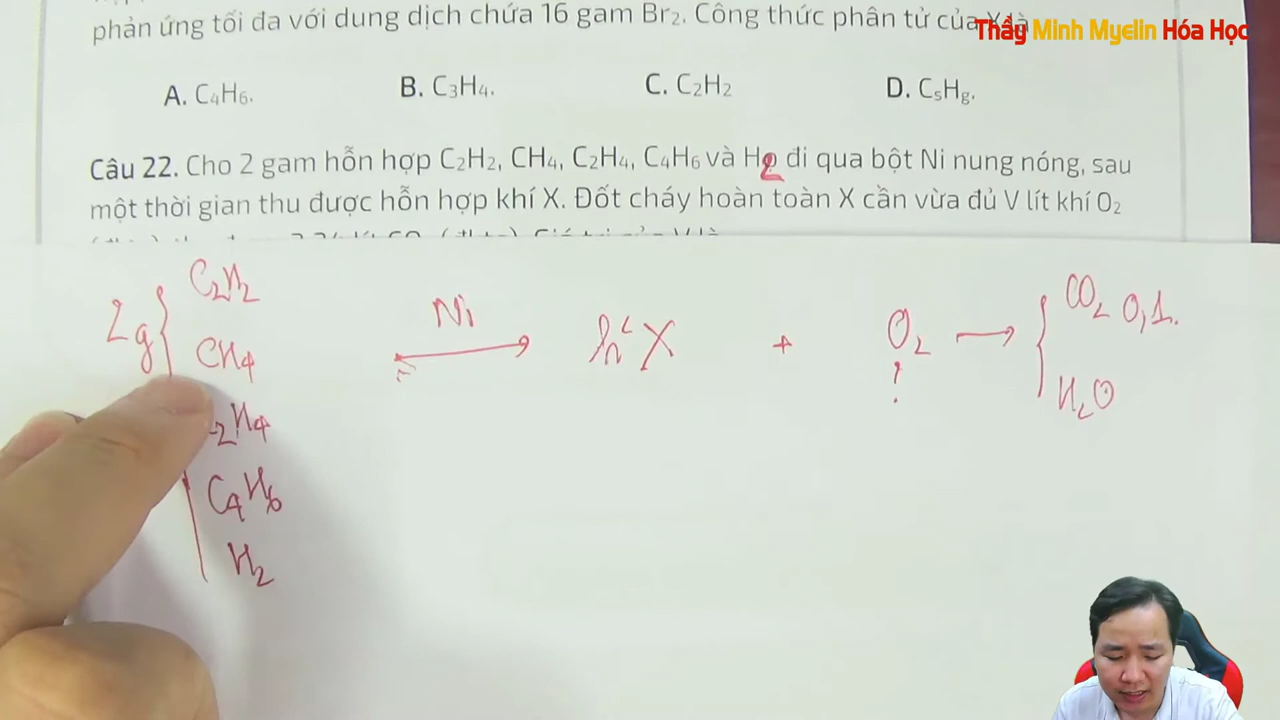 phản ứng tối đa với dung dịch chứa 16 gam Br₂. Công thức phân tử của X là
Thầy Minh Myelin Hóa Học
A. C₄H₆. B. C₃H₄. C. C₂H₂ D. C₅H₈.
Câu 22. Cho 2 gam hỗn hợp C₂H₂, CH₄, C₂H₄, C₄H₆ và H₂ đi qua bột Ni nung nóng, sau
một thời gian thu được hỗn hợp khí X. Đốt cháy hoàn toàn X cần vừa đủ V lít khí O₂
2g
C₂H₂
CH₄
C₂H₄
C₄H₆
H₂
Ni
h² X + O₂ → CO₂ 0,1.
?
H₂O